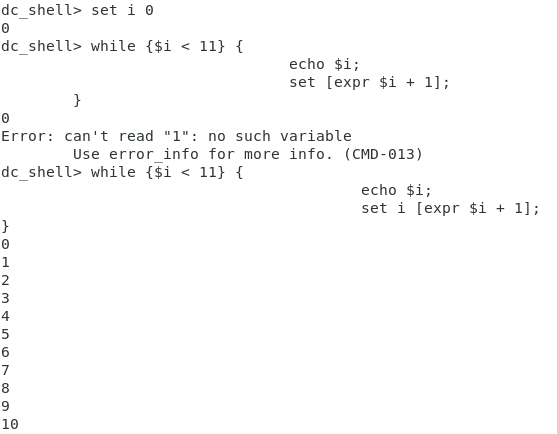 dc_shell> set i 0
0
dc_shell> while {$i < 11} {
echo $i;
set [expr $i + 1];
}
0
Error: can't read "1": no such variable
Use error_info for more info. (CMD-013)
dc_shell> while {$i < 11} {
echo $i;
set i [expr $i + 1];
}
0
1
2
3
4
5
6
7
8
9
10